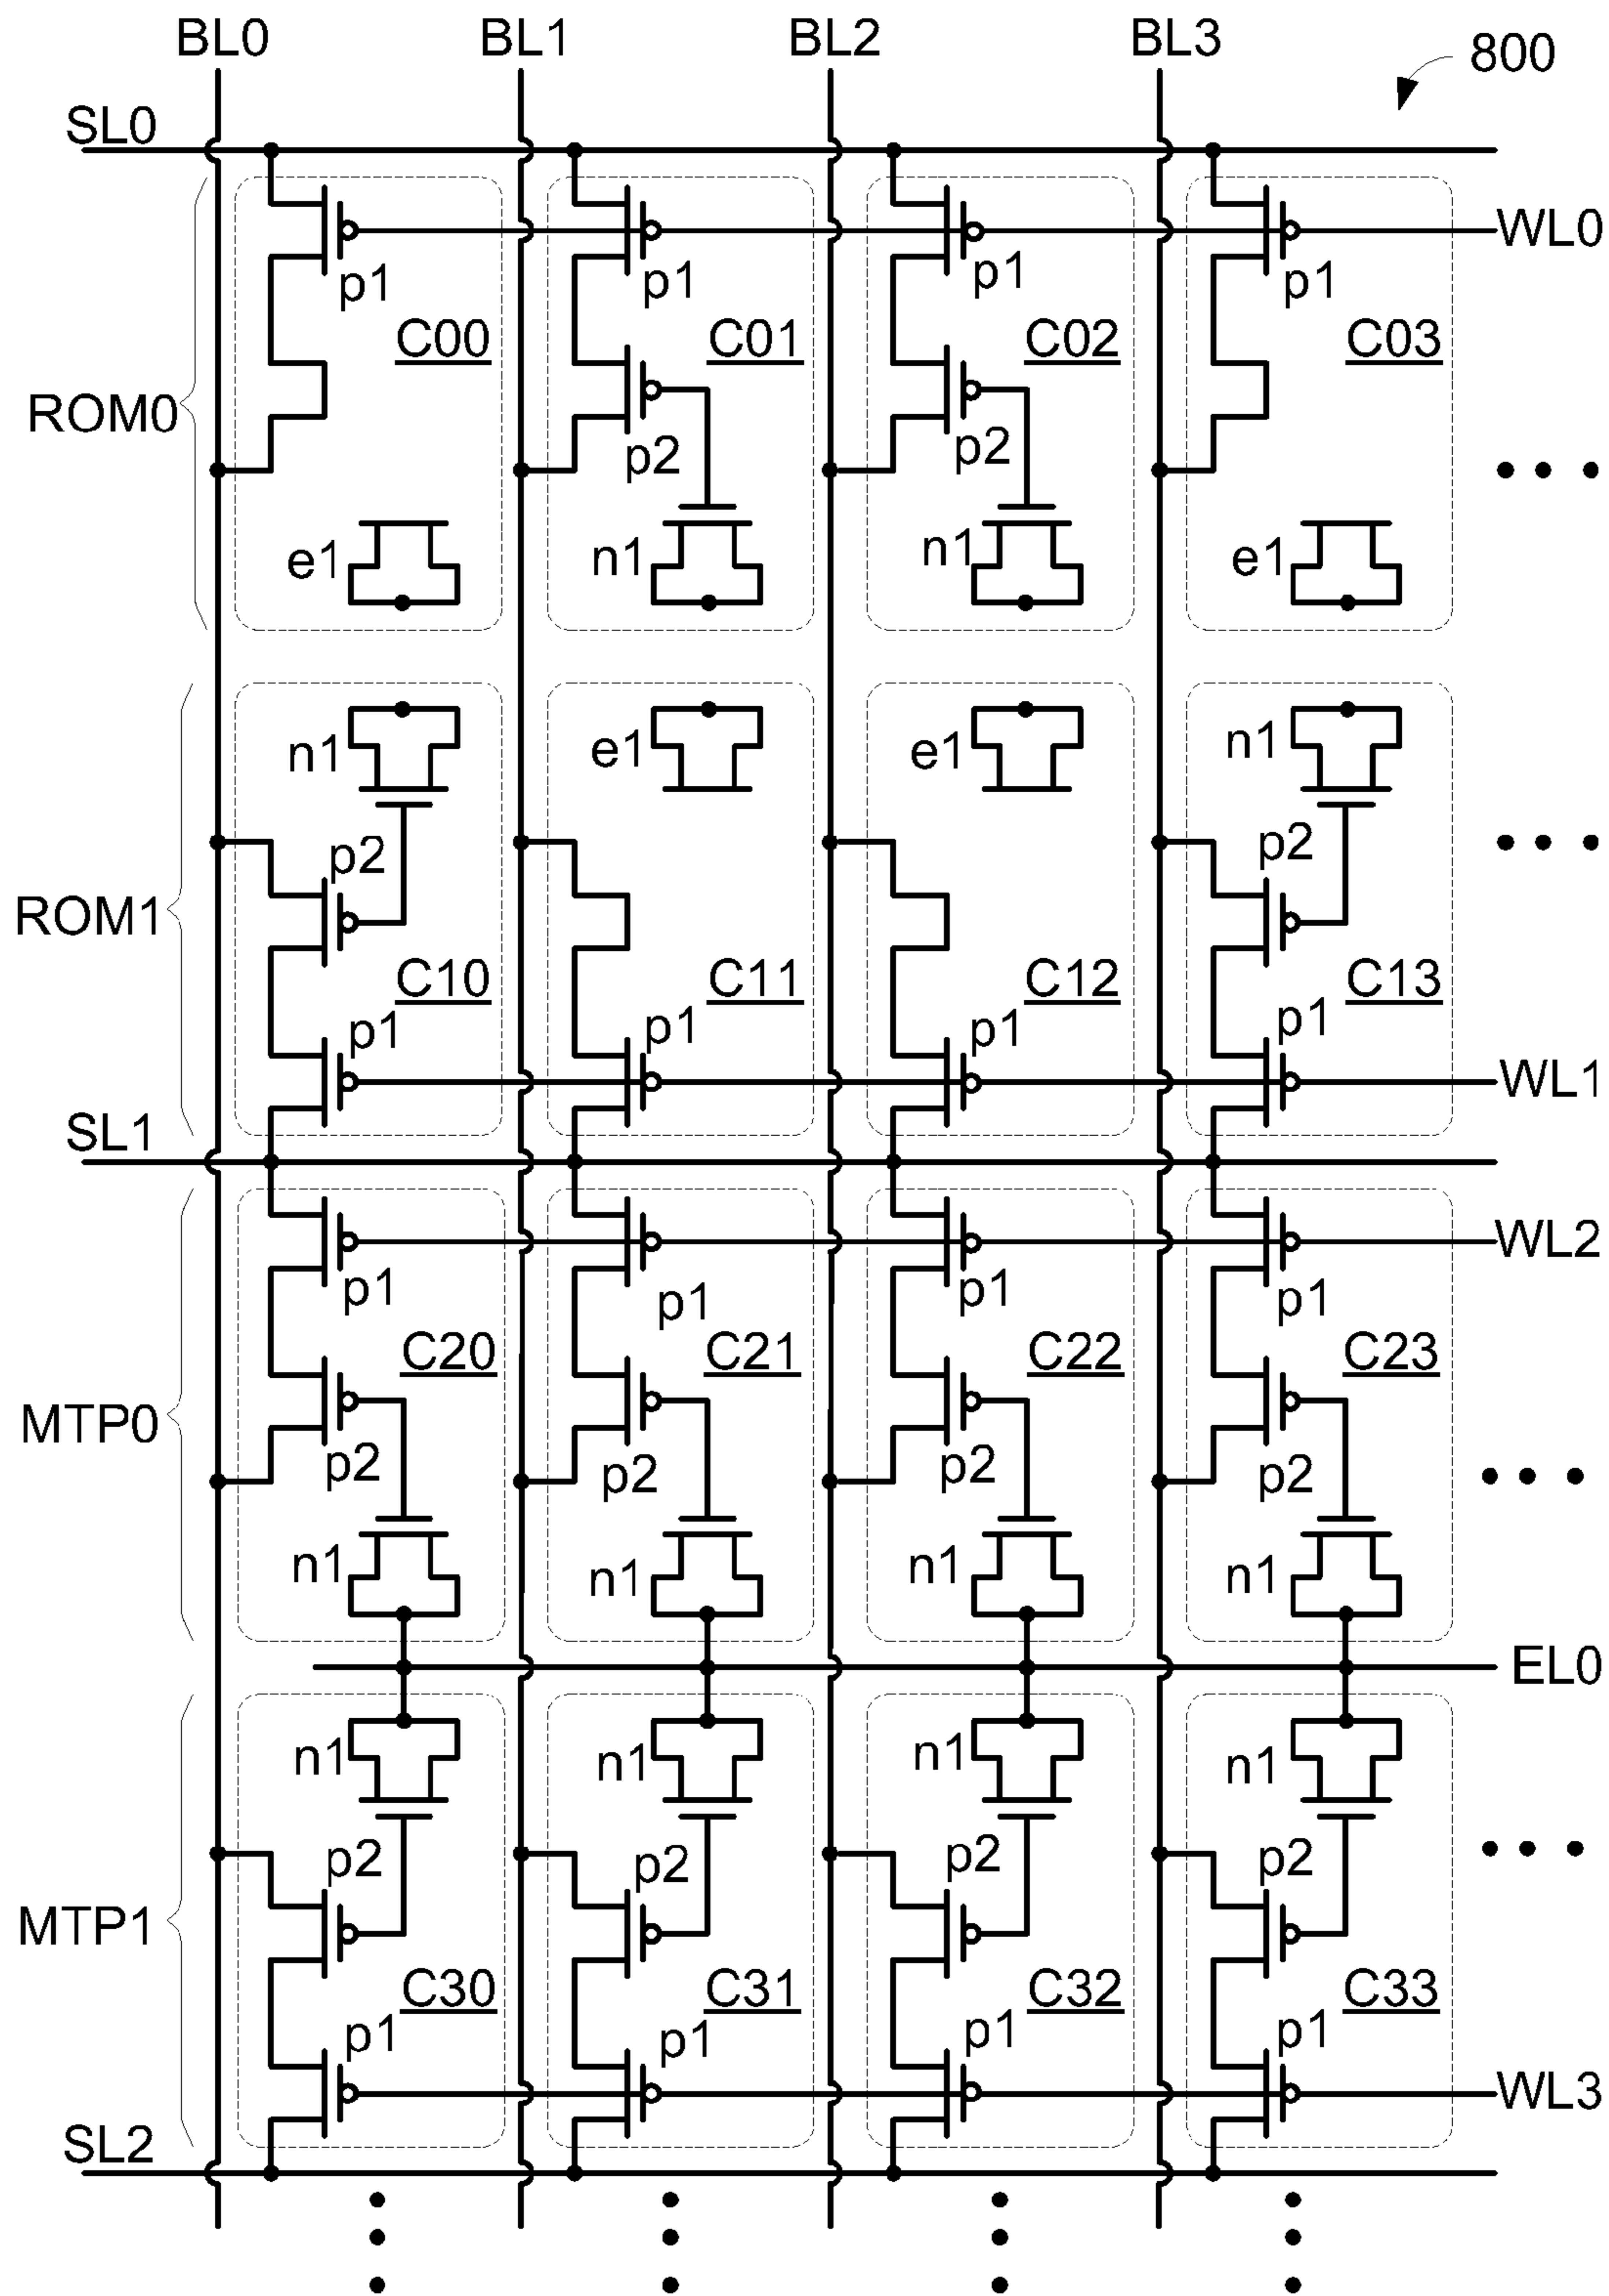 BL0 BL1 BL2 BL3
800
SL0
WL0
p1 p1 p1 p1
C00 C01 C02 C03
ROM0
p2 p2
e1 n1 n1 e1
n1 e1 e1 n1
p2 p2
ROM1
C10 C11 C12 C13
p1 p1 p1 p1
WL1
SL1
WL2
p1 p1 p1 p1
C20 C21 C22 C23
MTP0
p2 p2 p2 p2
n1 n1 n1 n1
EL0
n1 n1 n1 n1
p2 p2 p2 p2
MTP1
C30 C31 C32 C33
p1 p1 p1 p1
WL3
SL2